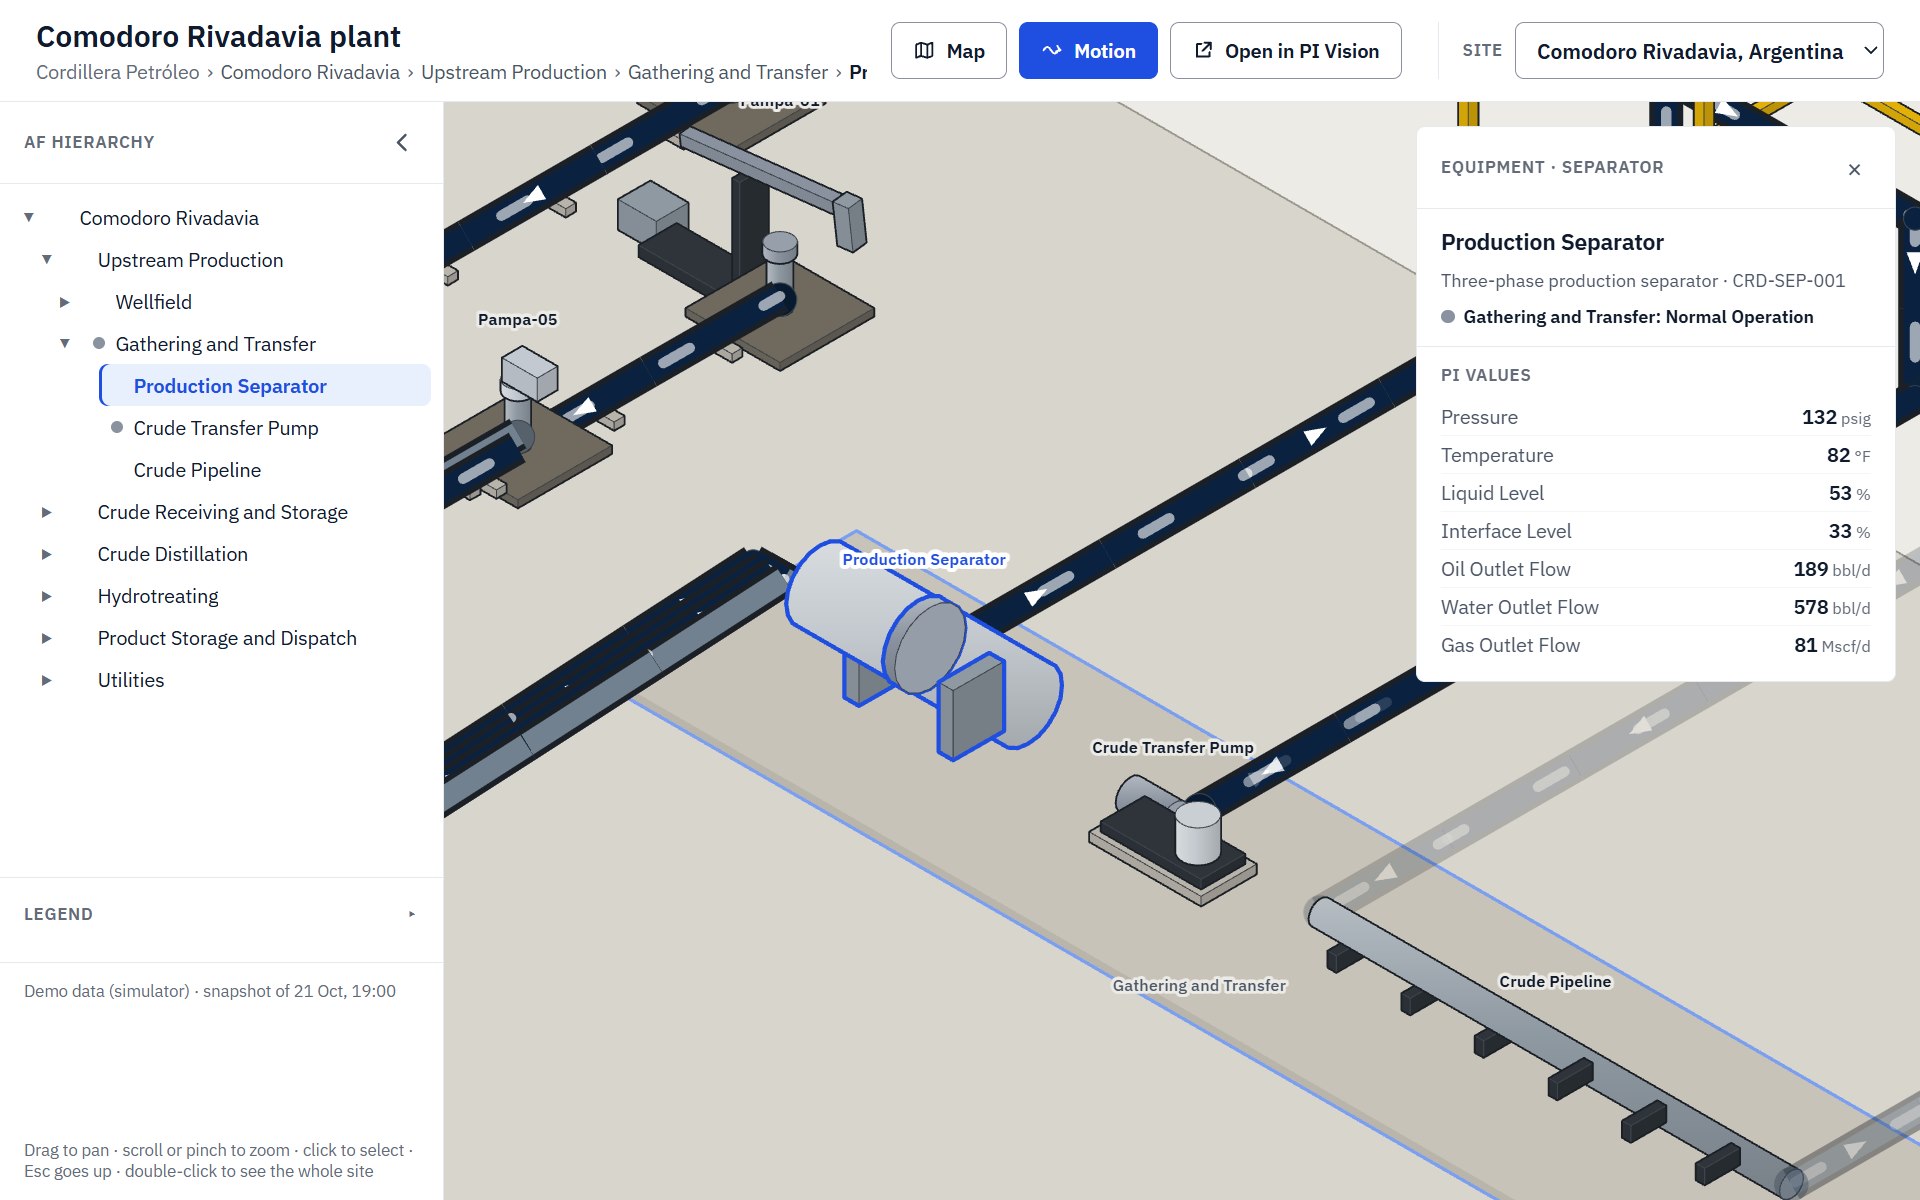 Comodoro Rivadavia plant
Cordillera Petróleo › Comodoro Rivadavia › Upstream Production › Gathering and Transfer › Pr
Map
Motion
Open in PI Vision
SITE
Comodoro Rivadavia, Argentina
AF HIERARCHY
Comodoro Rivadavia
Upstream Production
Wellfield
Gathering and Transfer
Production Separator
Crude Transfer Pump
Crude Pipeline
Crude Receiving and Storage
Crude Distillation
Hydrotreating
Product Storage and Dispatch
Utilities
LEGEND
Demo data (simulator) · snapshot of 21 Oct, 19:00
Drag to pan · scroll or pinch to zoom · click to select ·
Esc goes up · double-click to see the whole site
Pampa-05
Production Separator
Crude Transfer Pump
Gathering and Transfer
Crude Pipeline
EQUIPMENT · SEPARATOR
Production Separator
Three-phase production separator · CRD-SEP-001
Gathering and Transfer: Normal Operation
PI VALUES
Pressure 132 psig
Temperature 82 °F
Liquid Level 53 %
Interface Level 33 %
Oil Outlet Flow 189 bbl/d
Water Outlet Flow 578 bbl/d
Gas Outlet Flow 81 Mscf/d